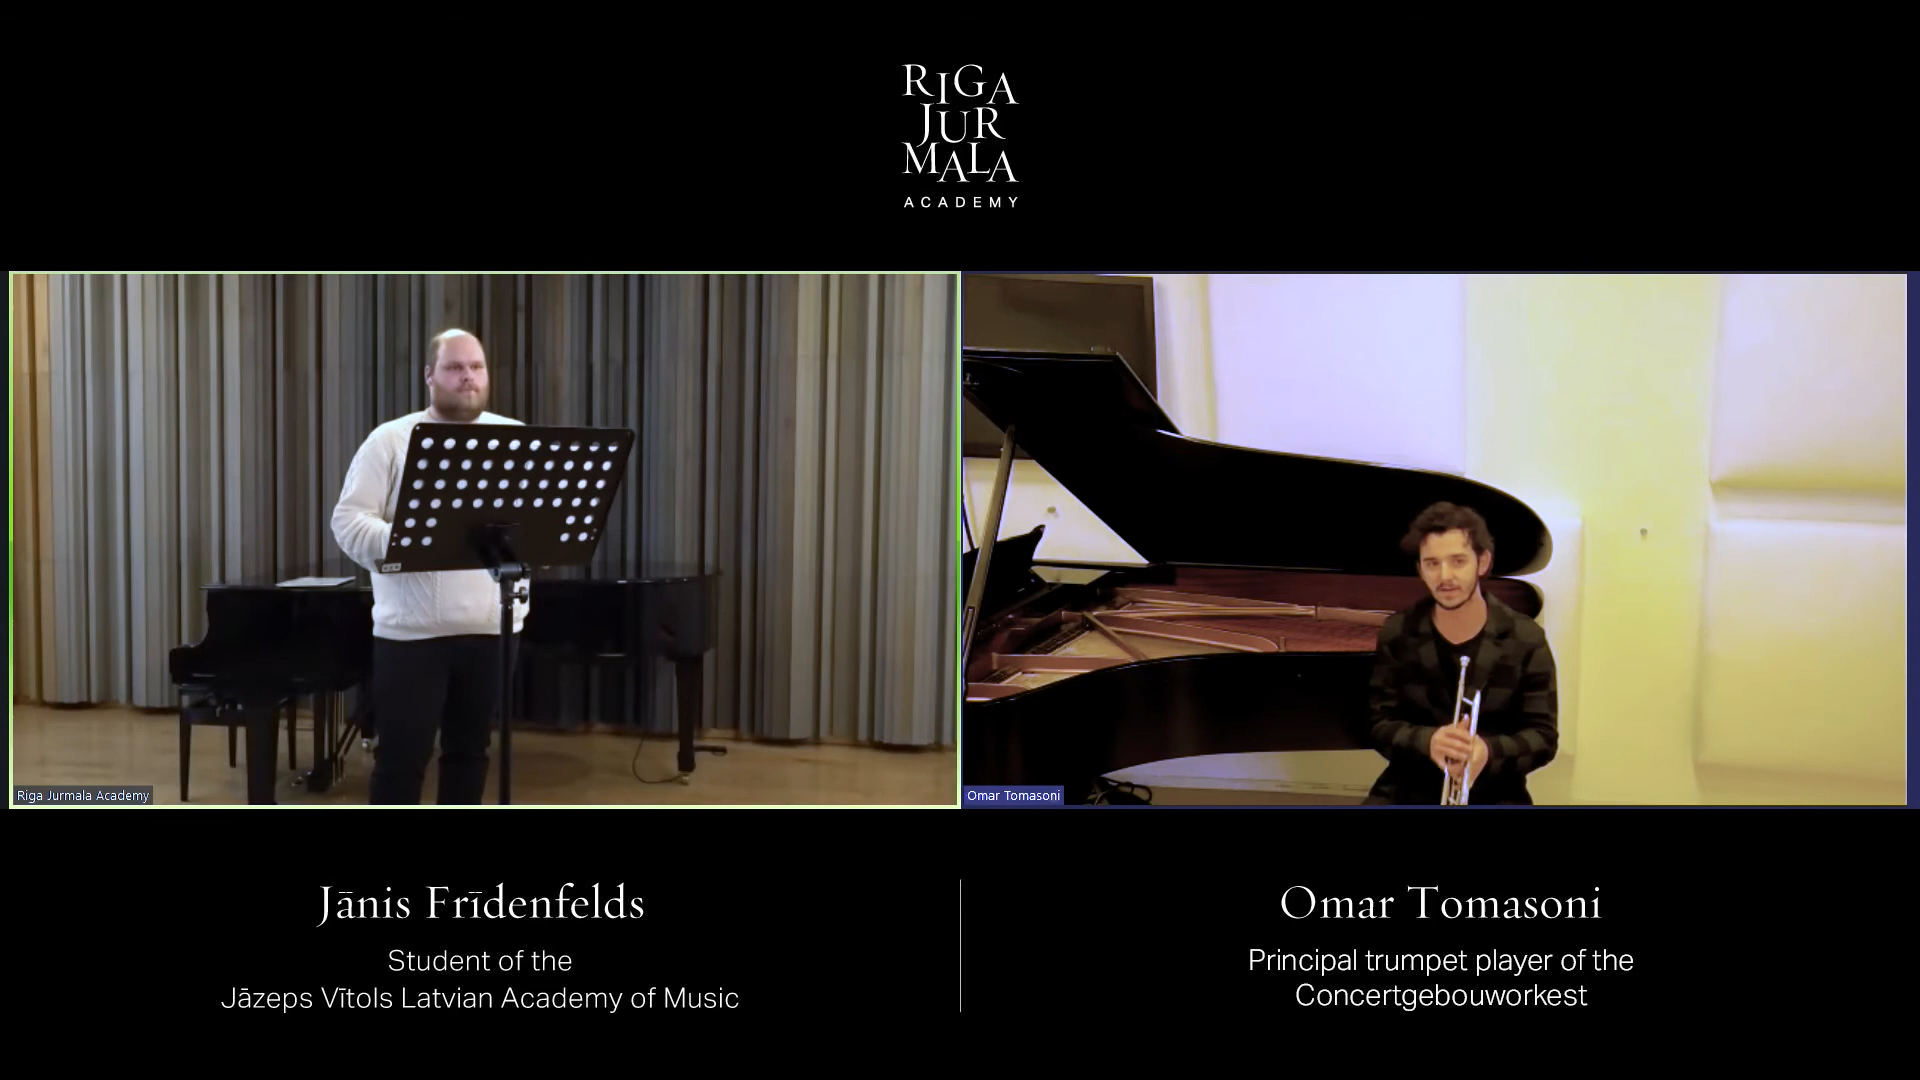 RIGA
JUR
MALA
ACADEMY
Riga Jurmala Academy
Omar Tomasoni
Jānis Frīdenfelds
Student of the
Jāzeps Vītols Latvian Academy of Music
Omar Tomasoni
Principal trumpet player of the
Concertgebouworkest